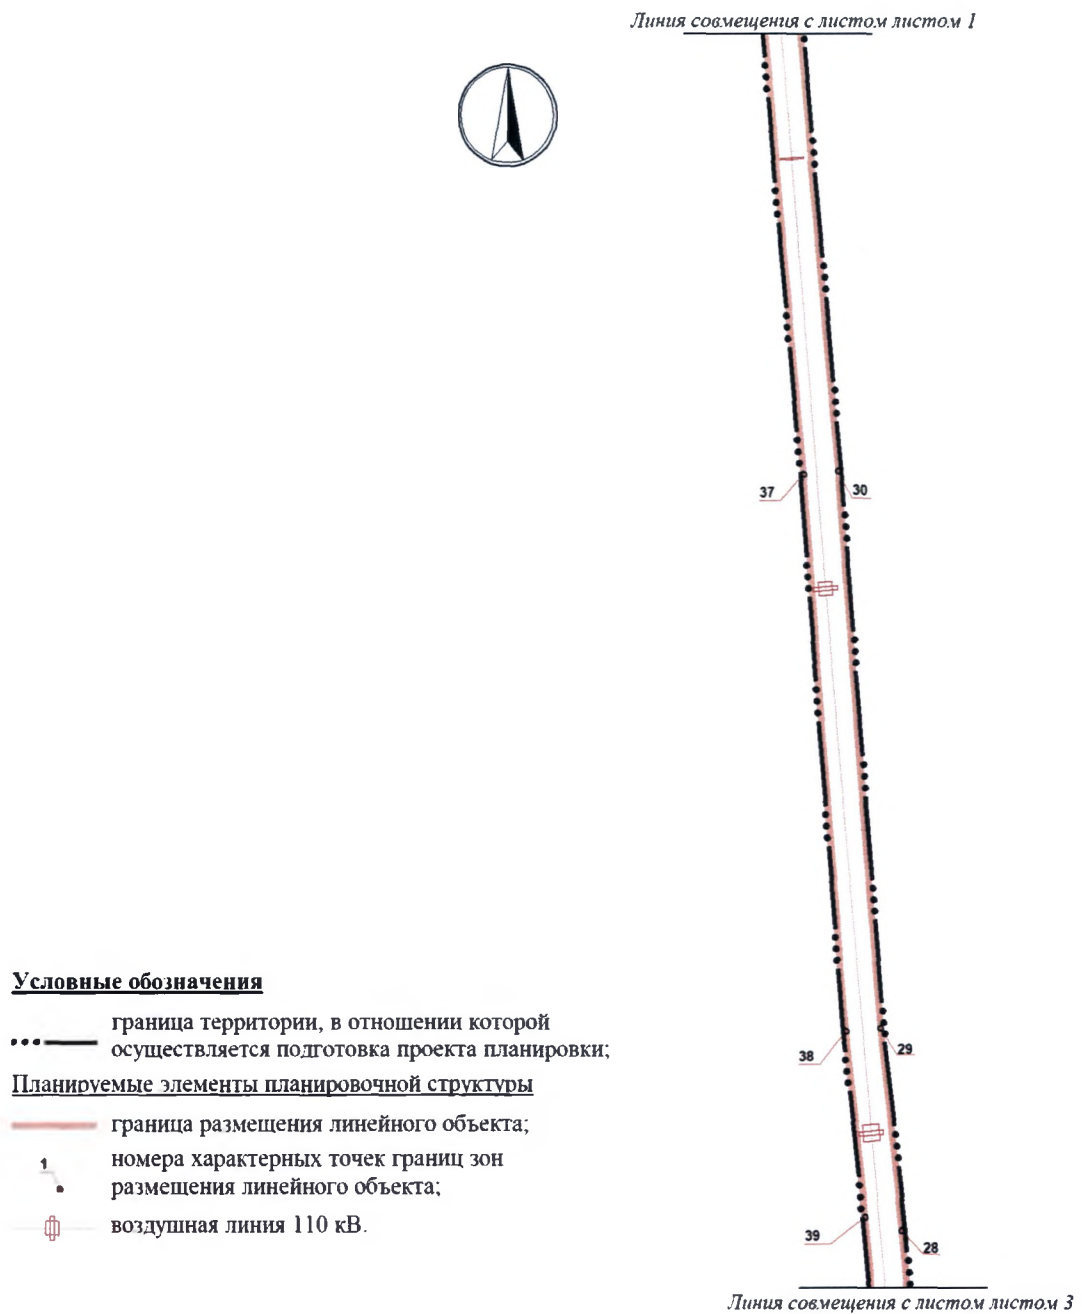 Линия совмещения с листом листом 1
37
30
38
29
39
28
Условные обозначения
граница территории, в отношении которой
осуществляется подготовка проекта планировки;
Планируемые элементы планировочной структуры
граница размещения линейного объекта;
1
номера характерных точек границ зон
размещения линейного объекта;
воздушная линия 110 кВ.
Линия совмещения с листом листом 3